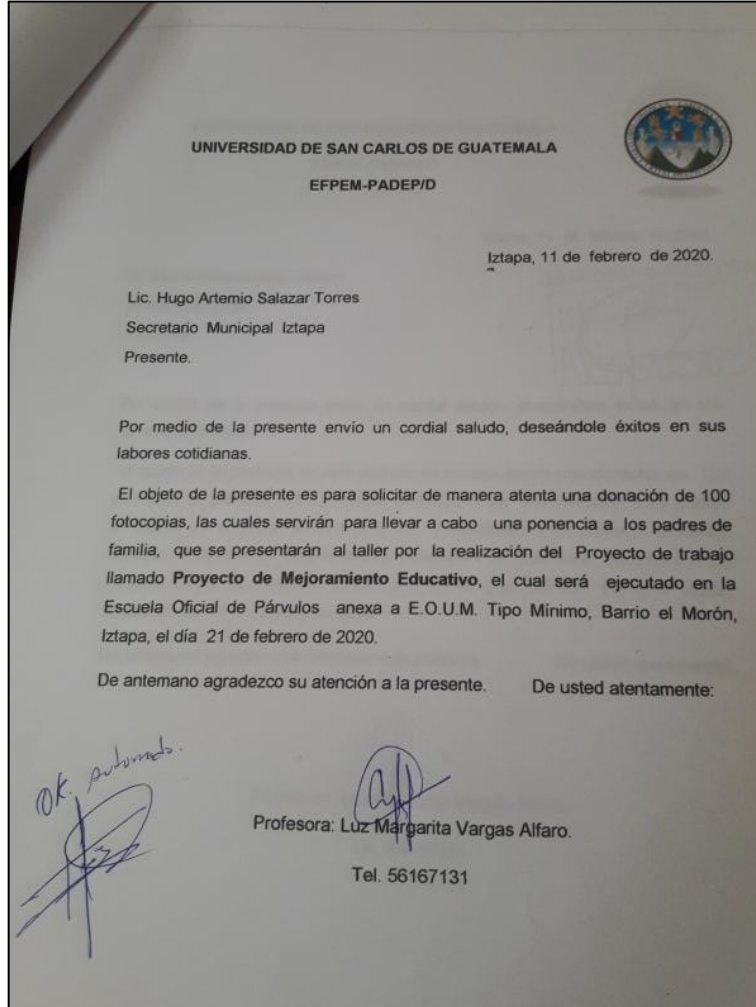 UNIVERSIDAD DE SAN CARLOS DE GUATEMALA
EFPEM-PADEP/D
Iztapa, 11 de febrero de 2020.
Lic. Hugo Artemio Salazar Torres
Secretario Municipal Iztapa
Presente.
Por medio de la presente envío un cordial saludo, deseándole éxitos en sus
labores cotidianas.
El objeto de la presente es para solicitar de manera atenta una donación de 100
fotocopias, las cuales servirán para llevar a cabo una ponencia a los padres de
familia, que se presentarán al taller por la realización del Proyecto de trabajo
llamado Proyecto de Mejoramiento Educativo, el cual será ejecutado en la
Escuela Oficial de Párvulos anexa a E.O.U.M. Tipo Mínimo, Barrio el Morón,
Iztapa, el día 21 de febrero de 2020.
De antemano agradezco su atención a la presente. De usted atentamente:
OK.
Profesora: Luz Margarita Vargas Alfaro.
Tel. 56167131